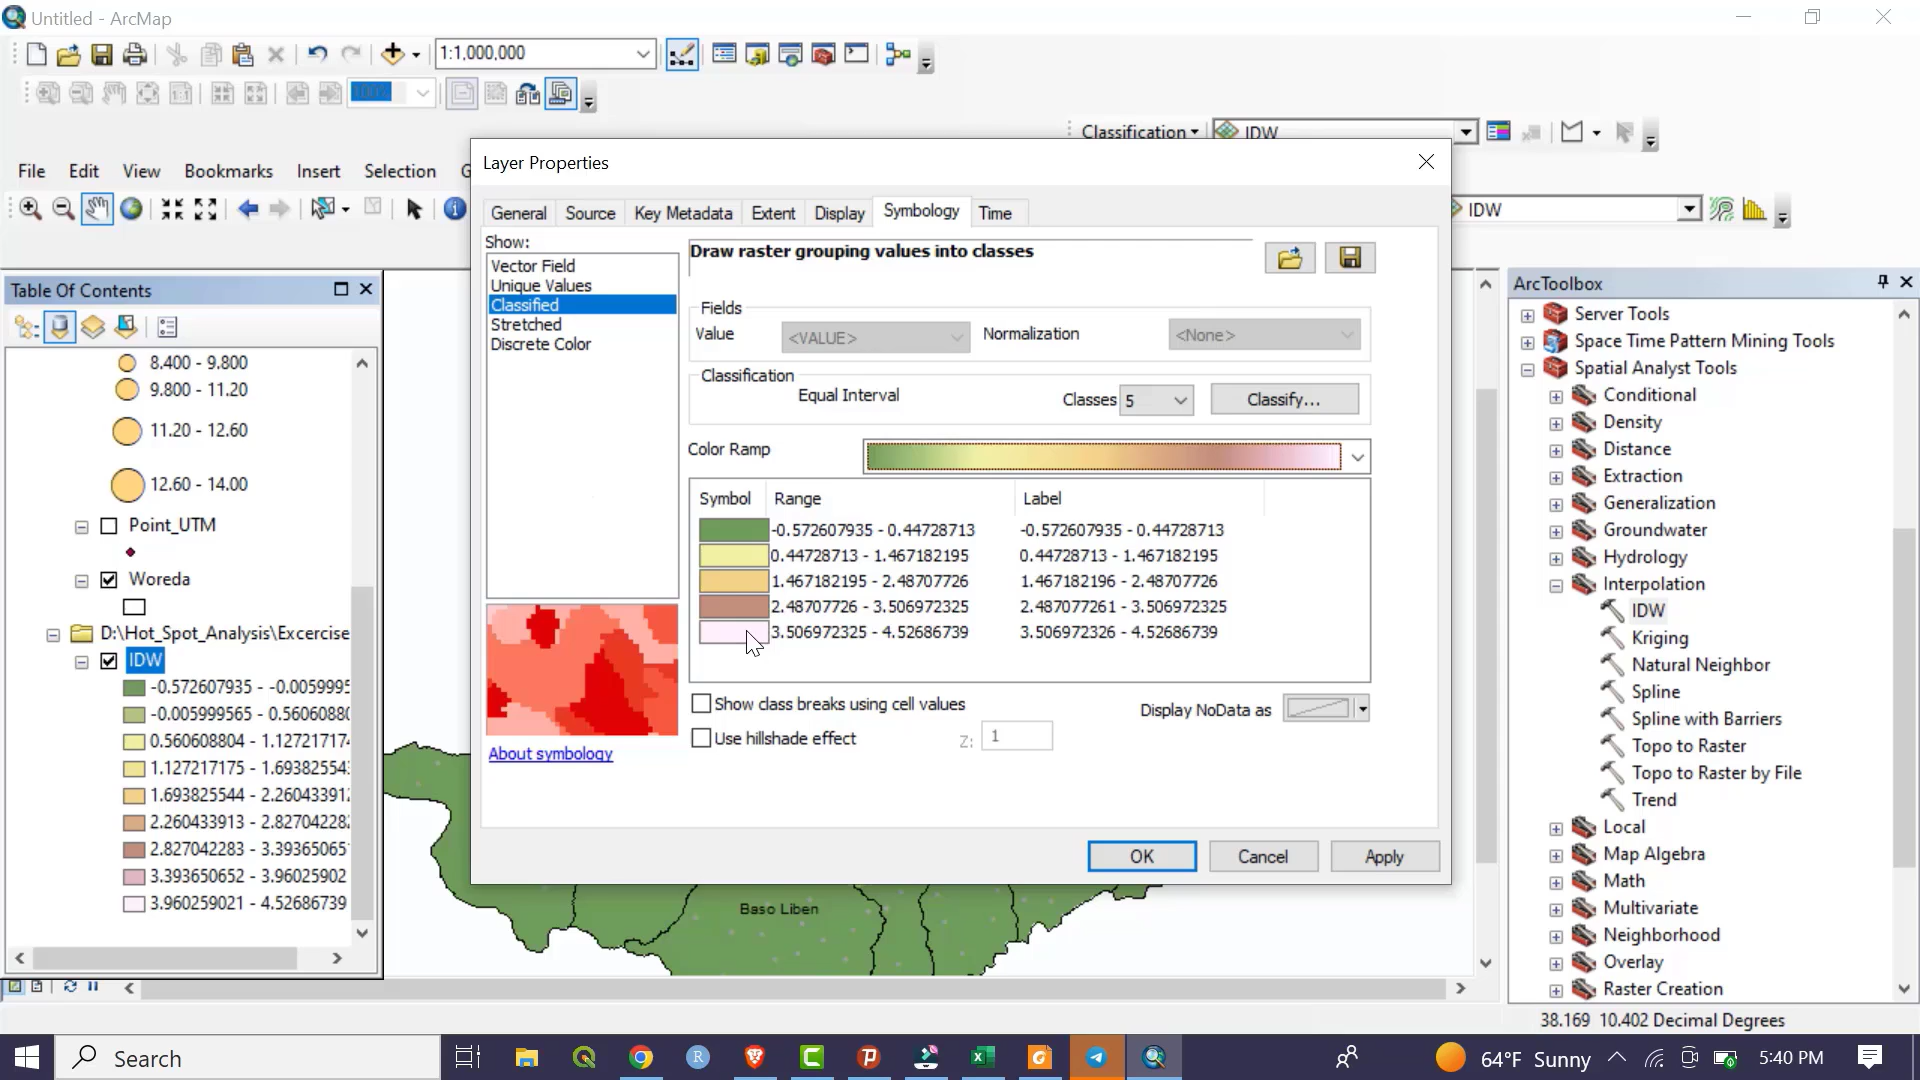 Untitled - ArcMap
1:1,000,000
100%
Classification
IDW
File Edit View Bookmarks Insert Selection G
IDW
Layer Properties
General Source Key Metadata Extent Display Symbology Time
Show:
Vector Field
Unique Values
Classified
Stretched
Discrete Color
About symbology
Draw raster grouping values into classes
Fields
Value <VALUE> Normalization <None>
Classification
Equal Interval Classes 5 Classify...
Color Ramp
Symbol Range Label
-0.572607935 - 0.44728713 -0.572607935 - 0.44728713
0.44728713 - 1.467182195 0.44728713 - 1.467182195
1.467182195 - 2.48707726 1.467182196 - 2.48707726
2.48707726 - 3.506972325 2.487077261 - 3.506972325
3.506972325 - 4.52686739 3.506972326 - 4.52686739
Show class breaks using cell values
Display NoData as
Use hillshade effect Z: 1
OK Cancel Apply
Table Of Contents
8.400 - 9.800
9.800 - 11.20
11.20 - 12.60
12.60 - 14.00
Point_UTM
Woreda
D:\Hot_Spot_Analysis\Excercise
IDW
-0.572607935 - -0.0059995
-0.005999565 - 0.56060880
0.560608804 - 1.12721717
1.127217175 - 1.69382554
1.693825544 - 2.26043391
2.260433913 - 2.82704228
2.827042283 - 3.39365065
3.393650652 - 3.96025902
3.960259021 - 4.52686739
Baso Liben
ArcToolbox
Server Tools
Space Time Pattern Mining Tools
Spatial Analyst Tools
Conditional
Density
Distance
Extraction
Generalization
Groundwater
Hydrology
Interpolation
IDW
Kriging
Natural Neighbor
Spline
Spline with Barriers
Topo to Raster
Topo to Raster by File
Trend
Local
Map Algebra
Math
Multivariate
Neighborhood
Overlay
Raster Creation
38.169 10.402 Decimal Degrees
Search
64°F Sunny
5:40 PM